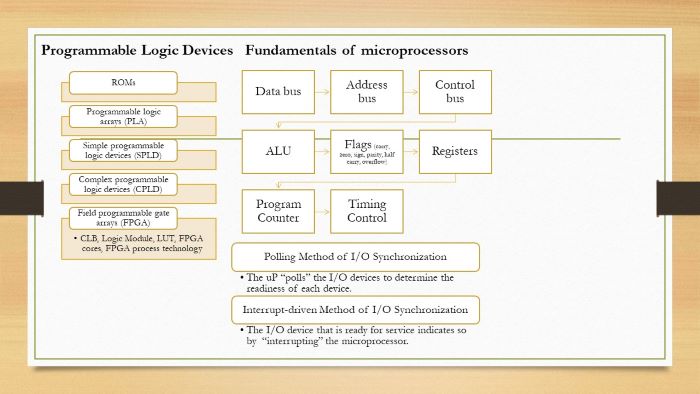 Programmable Logic Devices Fundamentals of microprocessors
ROMs
Programmable logic
arrays (PLA)
Simple programmable
logic devices (SPLD)
Complex programmable
logic devices (CPLD)
Field programmable gate
arrays (FPGA)
• CLB, Logic Module, LUT, FPGA
cores, FPGA process technology
Data bus
Address
bus
Control
bus
ALU
Flags (carry,
zero, sign, parity, half
carry, overflow)
Registers
Program
Counter
Timing
Control
Polling Method of I/O Synchronization
• The uP “polls” the I/O devices to determine the
readiness of each device.
Interrupt-driven Method of I/O Synchronization
• The I/O device that is ready for service indicates so
by “interrupting” the microprocessor.